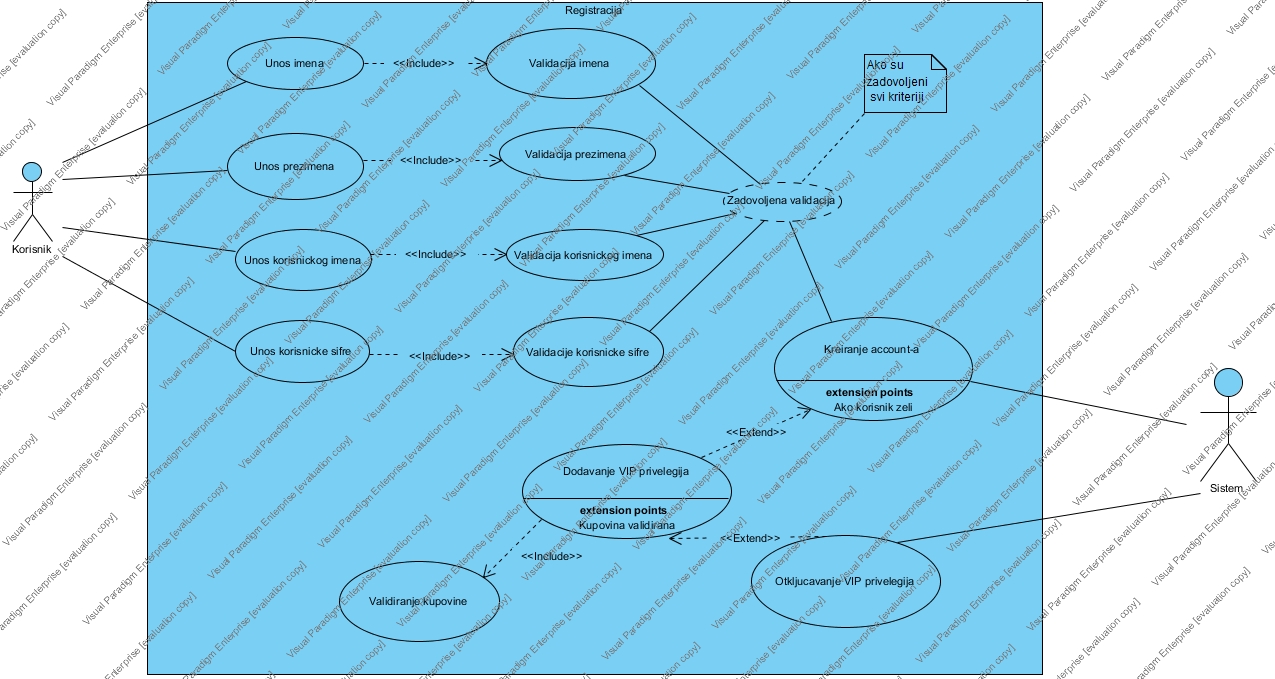 Registracija
Unos imena
<<Include>>
Validacija imena
Ako su
zadovoljeni
svi kriteriji
Unos prezimena
<<Include>>
Validacija prezimena
Zadovoljena validacija
Korisnik
Unos korisnickog imena
<<Include>>
Validacija korisnickog imena
Unos korisnicke sifre
<<Include>>
Validacije korisnicke sifre
Kreiranje account-a
extension points
Ako korisnik zeli
<<Extend>>
Dodavanje VIP privelegija
extension points
Kupovina validirana
Sistem
<<Extend>>
<<Include>>
Otkljucavanje VIP privelegija
Validiranje kupovine
Visual Paradigm Enterprise [evaluation copy]